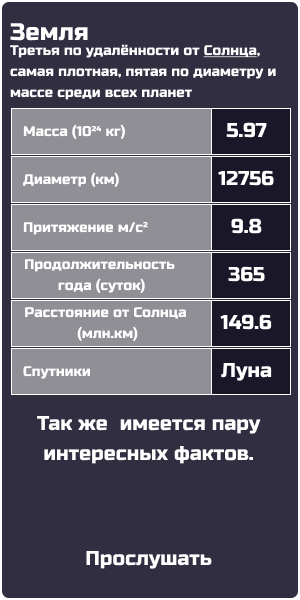 Земля
Третья по удалённости от Солнца,
самая плотная, пятая по диаметру и
массе среди всех планет
Масса (10²⁴ кг) 5.97
Диаметр (км) 12756
Притяжение м/с² 9.8
Продолжительность
года (суток) 365
Расстояние от Солнца
(млн.км) 149.6
Спутники Луна
Так же имеется пару
интересных фактов.
Прослушать